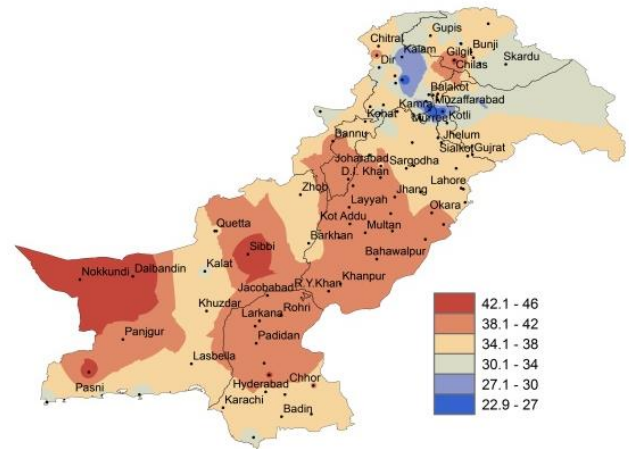 Gupis
Chitral
Kalam
Bunji
Gilgit
Dir
Chilas
Skardu
Balakot
Kamra
Muzaffarabad
Kohat
Murree
Kotli
Bannu
Jhelum
Sialkot
Gujrat
Joharabad
Sargodha
D.I. Khan
Lahore
Zhob
Jhang
Layyah
Okara
Quetta
Kot Addu
Multan
Barkhan
Sibbi
Bahawalpur
Kalat
Nokkundi
Dalbandin
R.Y.Khan
Khanpur
Jacobabad
Khuzdar
Larkana
Rohri
Panjgur
Padidan
Lasbella
Pasni
Hyderabad
Chhor
Karachi
Badin
42.1 - 46
38.1 - 42
34.1 - 38
30.1 - 34
27.1 - 30
22.9 - 27